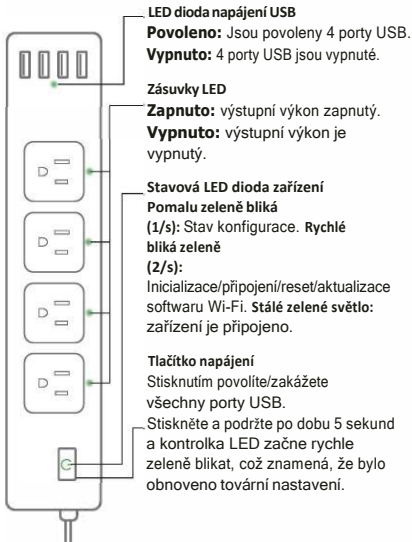 LED dioda napájení USB
Povoleno: Jsou povoleny 4 porty USB.
Vypnuto: 4 porty USB jsou vypnuté.
Zásuvky LED
Zapnuto: výstupní výkon zapnutý.
Vypnuto: výstupní výkon je
vypnutý.
Stavová LED dioda zařízení
Pomalu zeleně bliká
(1/s): Stav konfigurace. Rychlé
bliká zeleně
(2/s):
Inicializace/připojení/reset/aktualizace
softwaru Wi-Fi. Stálé zelené světlo:
zařízení je připojeno.
Tlačítko napájení
Stisknutím povolíte/zakážete
všechny porty USB.
Stiskněte a podržte po dobu 5 sekund
a kontrolka LED začne rychle
zeleně blikat, což znamená, že bylo
obnoveno tovární nastavení.